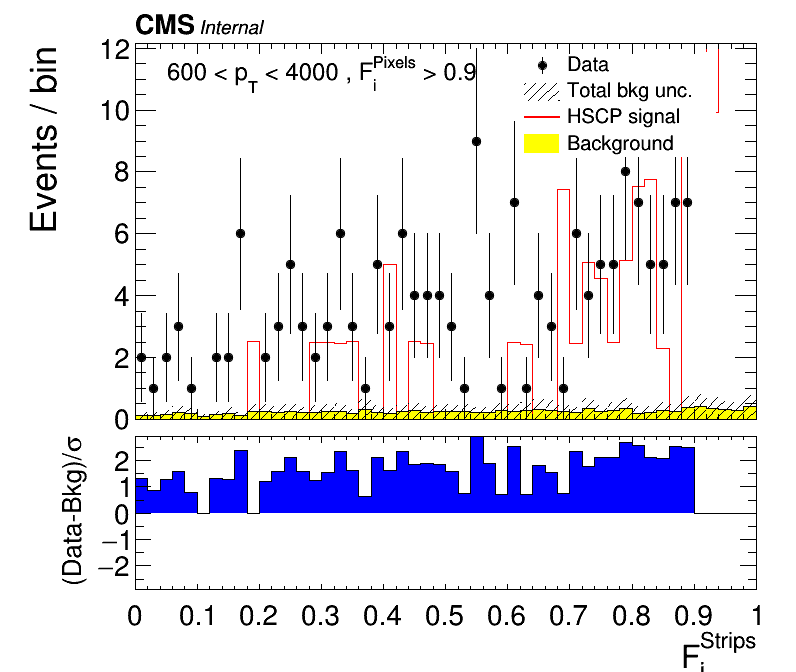 CMS Internal
600 < p_T < 4000 , F_i^Pixels > 0.9
Data
Total bkg unc.
HSCP signal
Background
Events / bin
12
10
8
6
4
2
0
(Data-Bkg)/σ
2
1
0
−1
−2
0 0.1 0.2 0.3 0.4 0.5 0.6 0.7 0.8 0.9 1
F_i^Strips